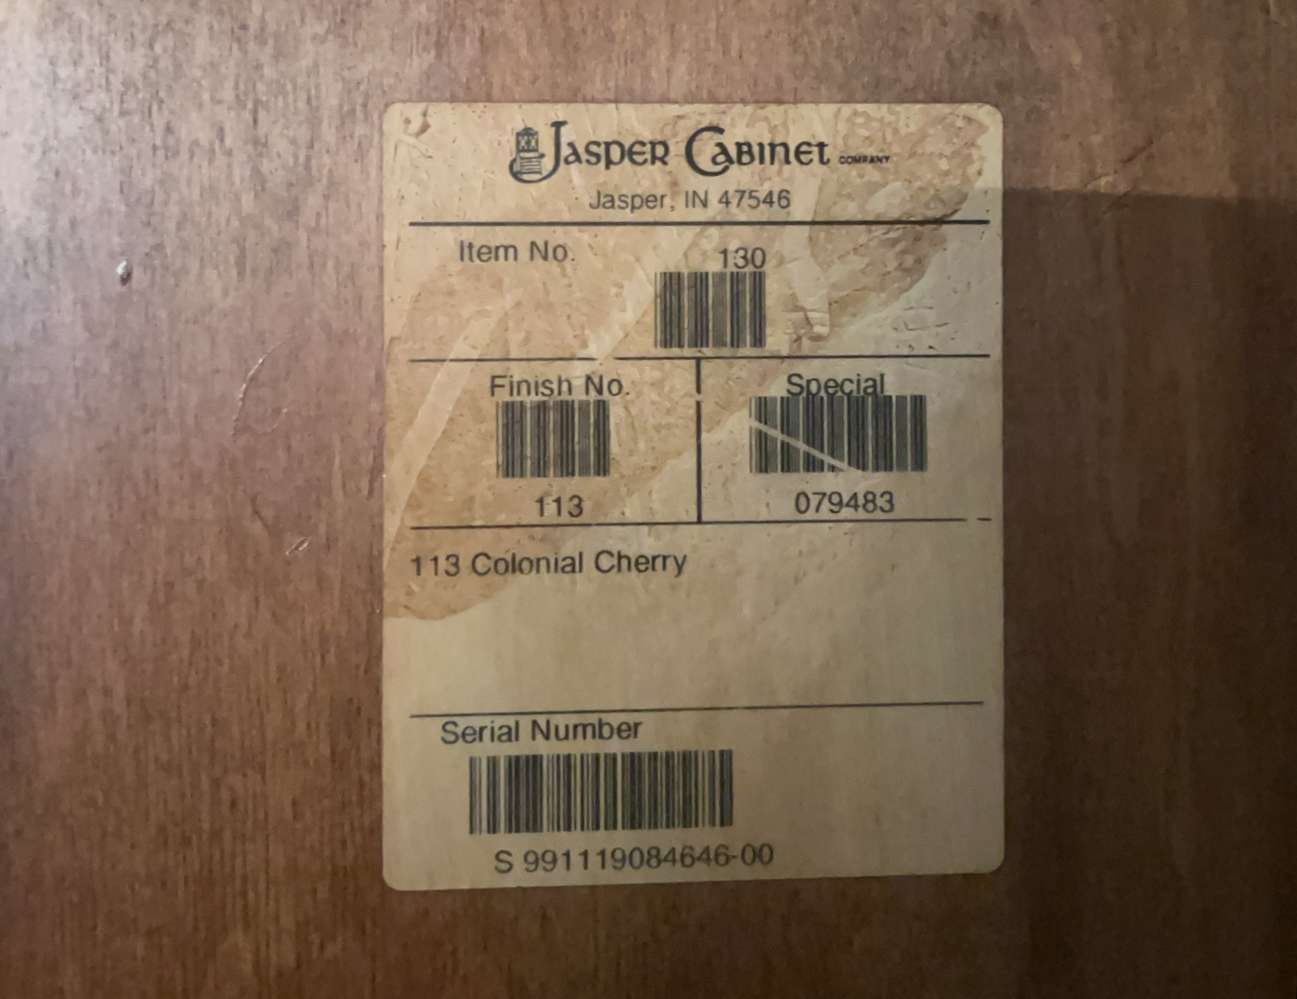 Jasper Cabinet COMPANY
Jasper, IN 47546
Item No. 130
Finish No. Special
113 079483
113 Colonial Cherry
Serial Number
S 991119084646-00